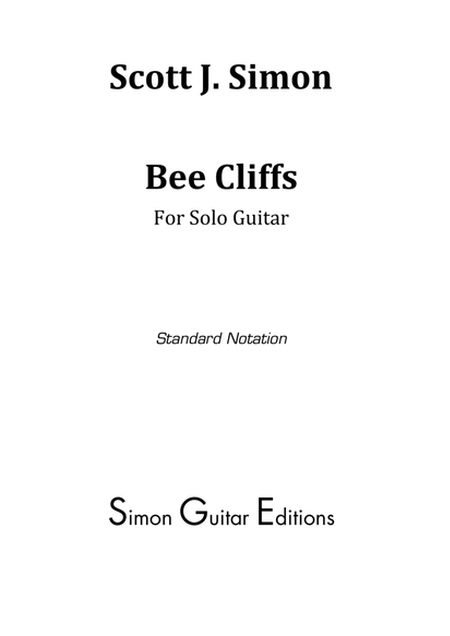 Scott J. Simon
Bee Cliffs
For Solo Guitar
Standard Notation
Simon Guitar Editions